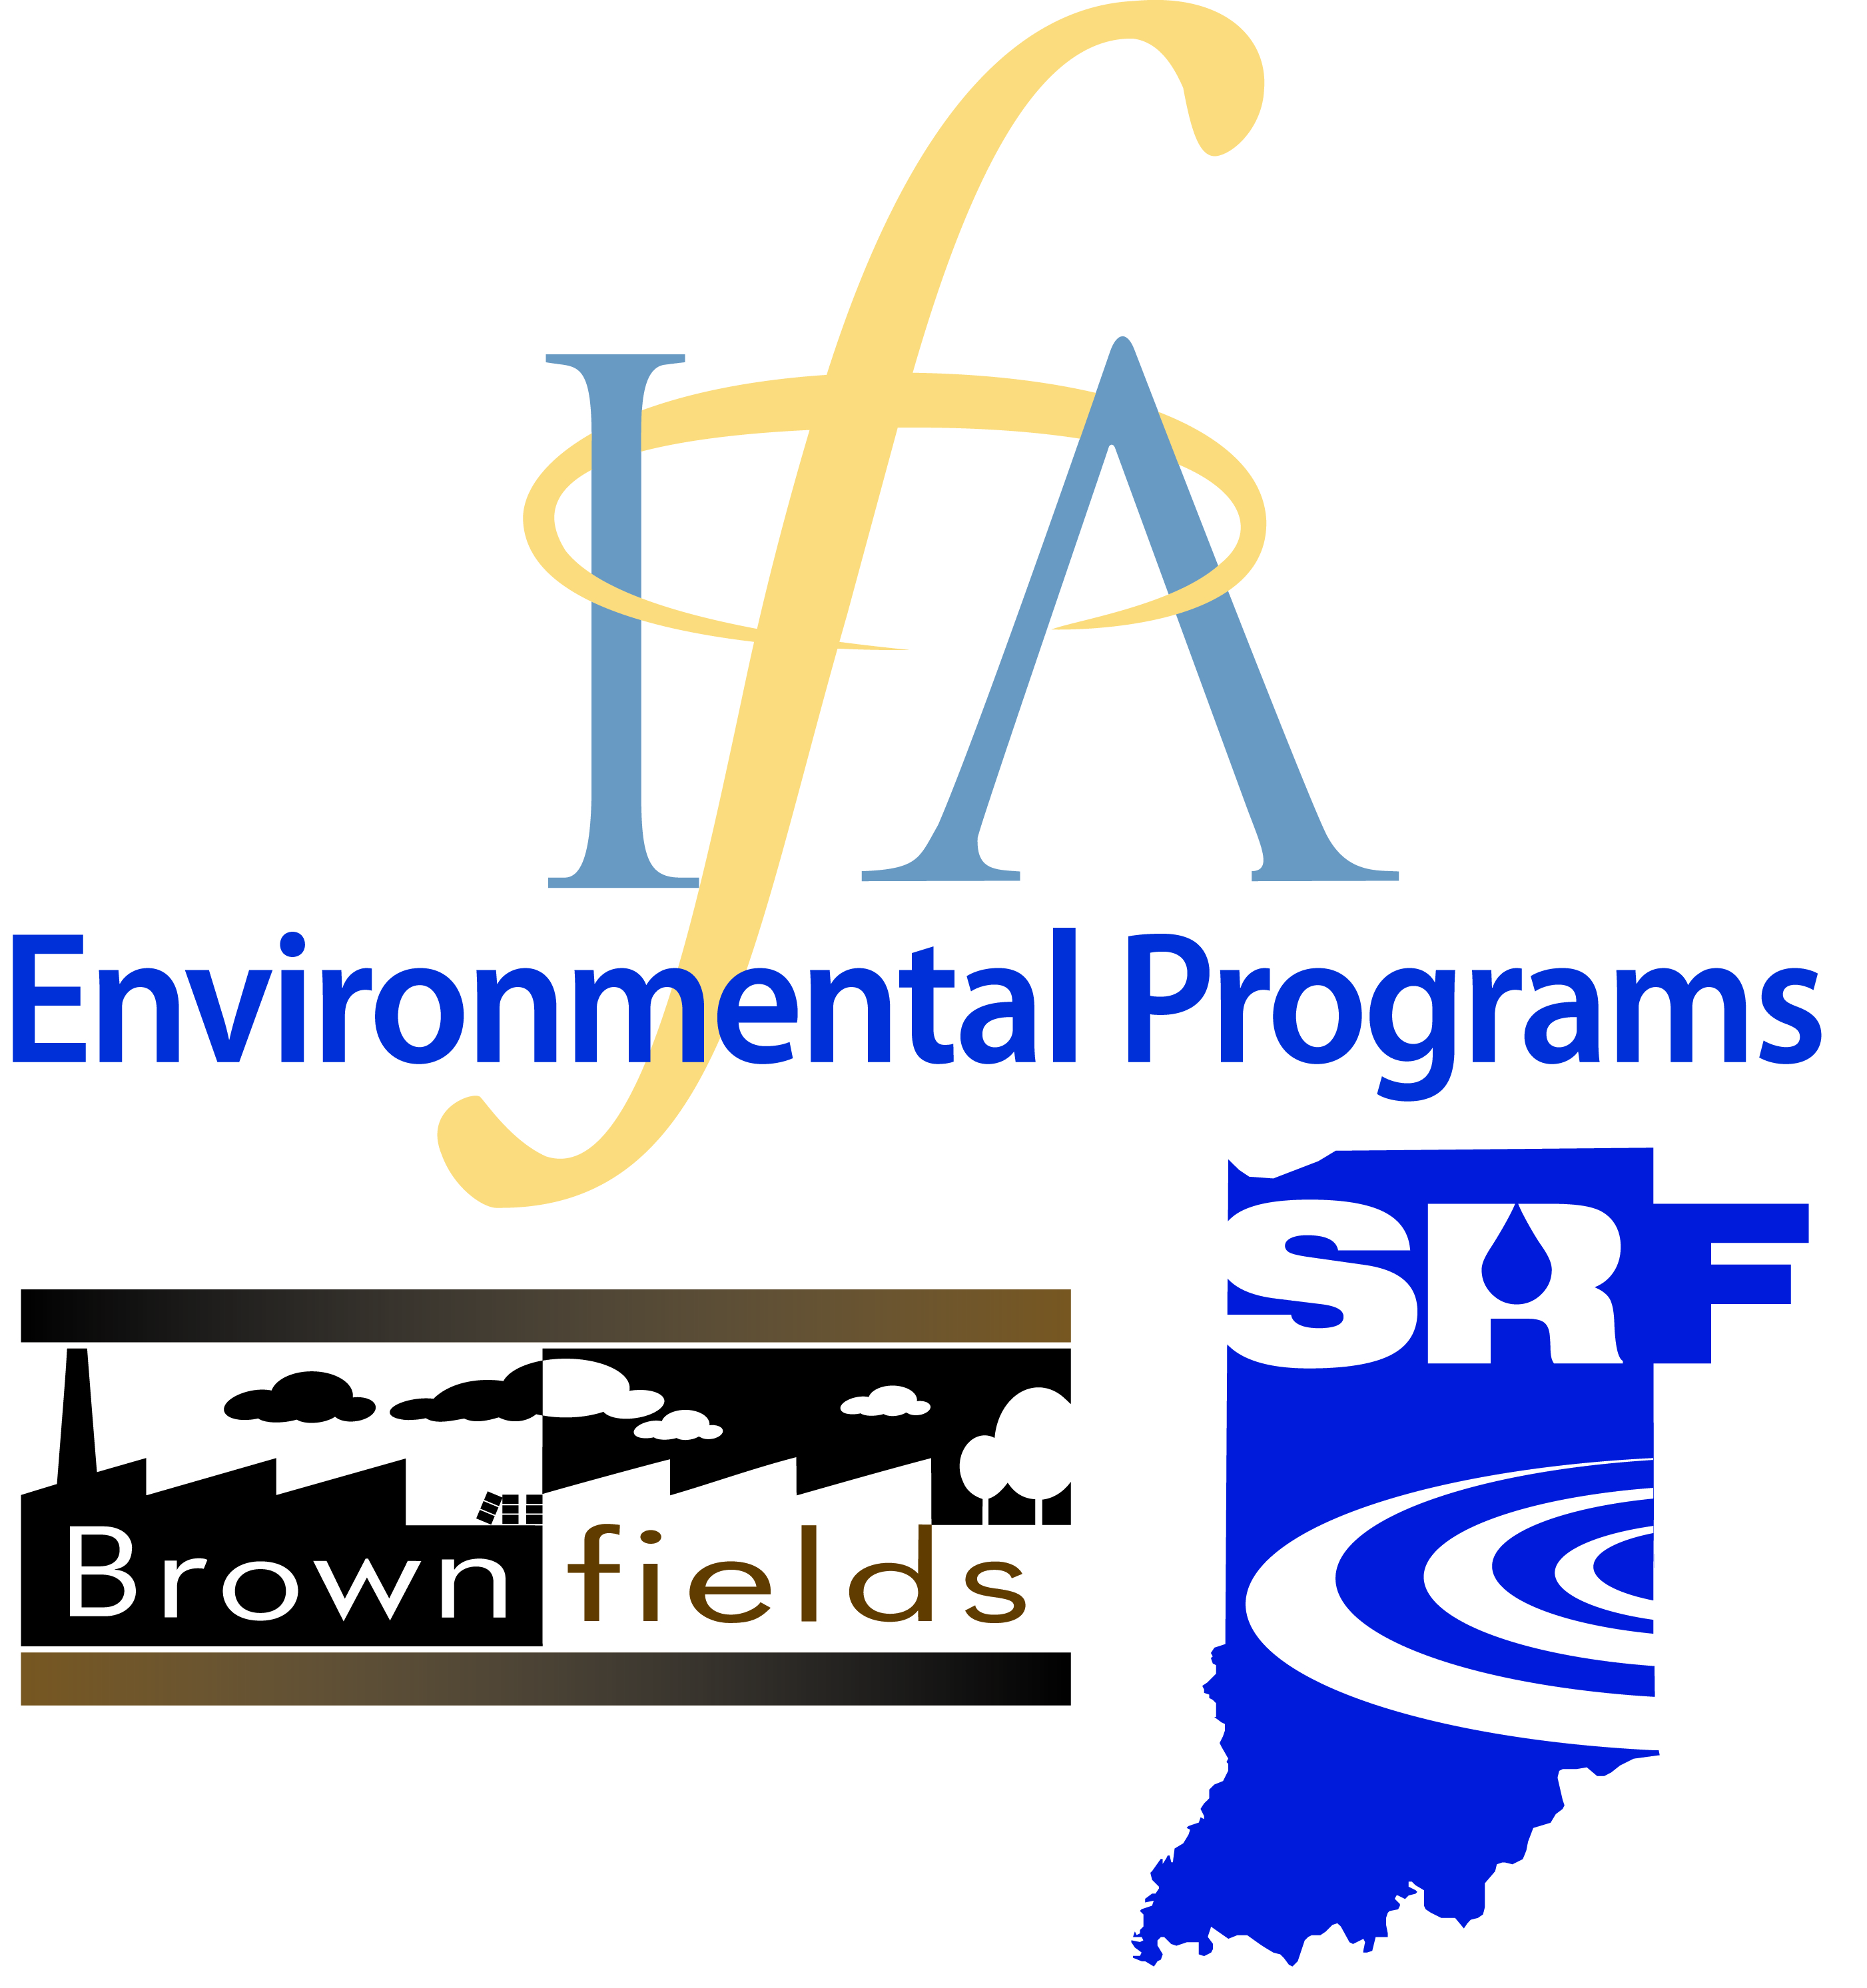 IfA
Environmental Programs
SRF
Brownfields